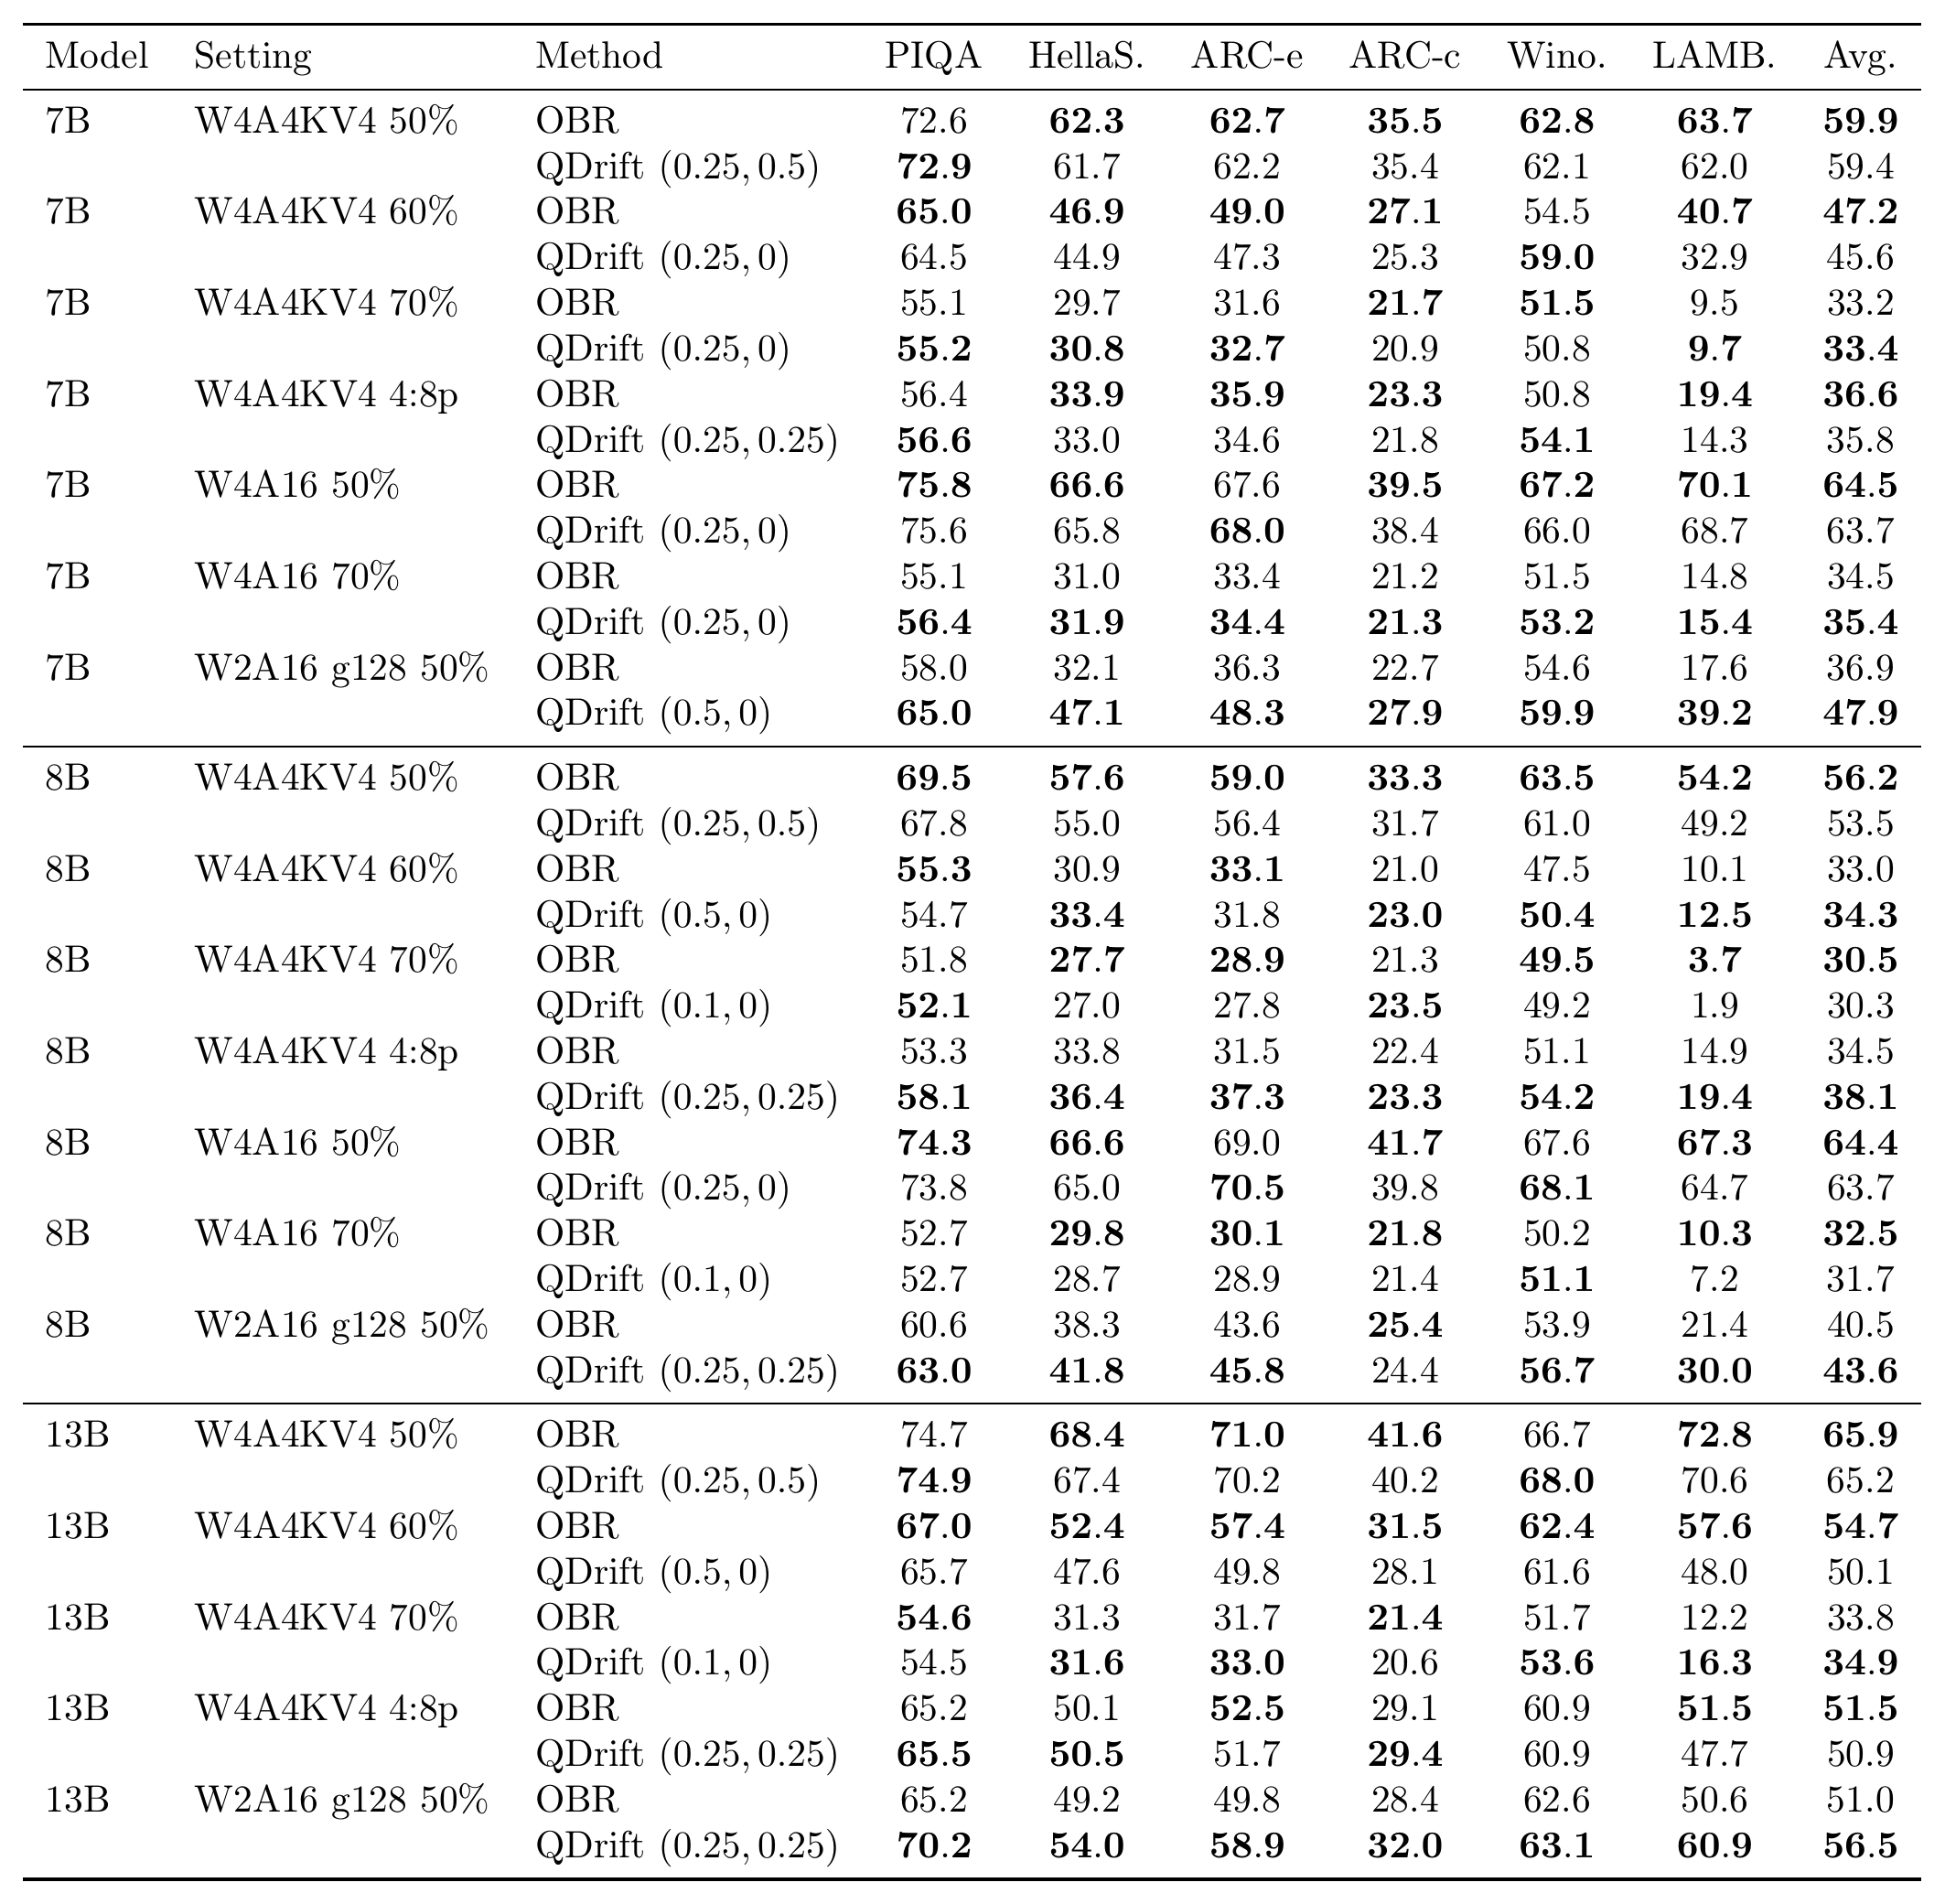 Model Setting Method PIQA HellaS. ARC-e ARC-c Wino. LAMB. Avg.
7B W4A4KV4 50% OBR 72.6 62.3 62.7 35.5 62.8 63.7 59.9
QDrift (0.25, 0.5) 72.9 61.7 62.2 35.4 62.1 62.0 59.4
7B W4A4KV4 60% OBR 65.0 46.9 49.0 27.1 54.5 40.7 47.2
QDrift (0.25, 0) 64.5 44.9 47.3 25.3 59.0 32.9 45.6
7B W4A4KV4 70% OBR 55.1 29.7 31.6 21.7 51.5 9.5 33.2
QDrift (0.25, 0) 55.2 30.8 32.7 20.9 50.8 9.7 33.4
7B W4A4KV4 4:8p OBR 56.4 33.9 35.9 23.3 50.8 19.4 36.6
QDrift (0.25, 0.25) 56.6 33.0 34.6 21.8 54.1 14.3 35.8
7B W4A16 50% OBR 75.8 66.6 67.6 39.5 67.2 70.1 64.5
QDrift (0.25, 0) 75.6 65.8 68.0 38.4 66.0 68.7 63.7
7B W4A16 70% OBR 55.1 31.0 33.4 21.2 51.5 14.8 34.5
QDrift (0.25, 0) 56.4 31.9 34.4 21.3 53.2 15.4 35.4
7B W2A16 g128 50% OBR 58.0 32.1 36.3 22.7 54.6 17.6 36.9
QDrift (0.5, 0) 65.0 47.1 48.3 27.9 59.9 39.2 47.9
8B W4A4KV4 50% OBR 69.5 57.6 59.0 33.3 63.5 54.2 56.2
QDrift (0.25, 0.5) 67.8 55.0 56.4 31.7 61.0 49.2 53.5
8B W4A4KV4 60% OBR 55.3 30.9 33.1 21.0 47.5 10.1 33.0
QDrift (0.5, 0) 54.7 33.4 31.8 23.0 50.4 12.5 34.3
8B W4A4KV4 70% OBR 51.8 27.7 28.9 21.3 49.5 3.7 30.5
QDrift (0.1, 0) 52.1 27.0 27.8 23.5 49.2 1.9 30.3
8B W4A4KV4 4:8p OBR 53.3 33.8 31.5 22.4 51.1 14.9 34.5
QDrift (0.25, 0.25) 58.1 36.4 37.3 23.3 54.2 19.4 38.1
8B W4A16 50% OBR 74.3 66.6 69.0 41.7 67.6 67.3 64.4
QDrift (0.25, 0) 73.8 65.0 70.5 39.8 68.1 64.7 63.7
8B W4A16 70% OBR 52.7 29.8 30.1 21.8 50.2 10.3 32.5
QDrift (0.1, 0) 52.7 28.7 28.9 21.4 51.1 7.2 31.7
8B W2A16 g128 50% OBR 60.6 38.3 43.6 25.4 53.9 21.4 40.5
QDrift (0.25, 0.25) 63.0 41.8 45.8 24.4 56.7 30.0 43.6
13B W4A4KV4 50% OBR 74.7 68.4 71.0 41.6 66.7 72.8 65.9
QDrift (0.25, 0.5) 74.9 67.4 70.2 40.2 68.0 70.6 65.2
13B W4A4KV4 60% OBR 67.0 52.4 57.4 31.5 62.4 57.6 54.7
QDrift (0.5, 0) 65.7 47.6 49.8 28.1 61.6 48.0 50.1
13B W4A4KV4 70% OBR 54.6 31.3 31.7 21.4 51.7 12.2 33.8
QDrift (0.1, 0) 54.5 31.6 33.0 20.6 53.6 16.3 34.9
13B W4A4KV4 4:8p OBR 65.2 50.1 52.5 29.1 60.9 51.5 51.5
QDrift (0.25, 0.25) 65.5 50.5 51.7 29.4 60.9 47.7 50.9
13B W2A16 g128 50% OBR 65.2 49.2 49.8 28.4 62.6 50.6 51.0
QDrift (0.25, 0.25) 70.2 54.0 58.9 32.0 63.1 60.9 56.5